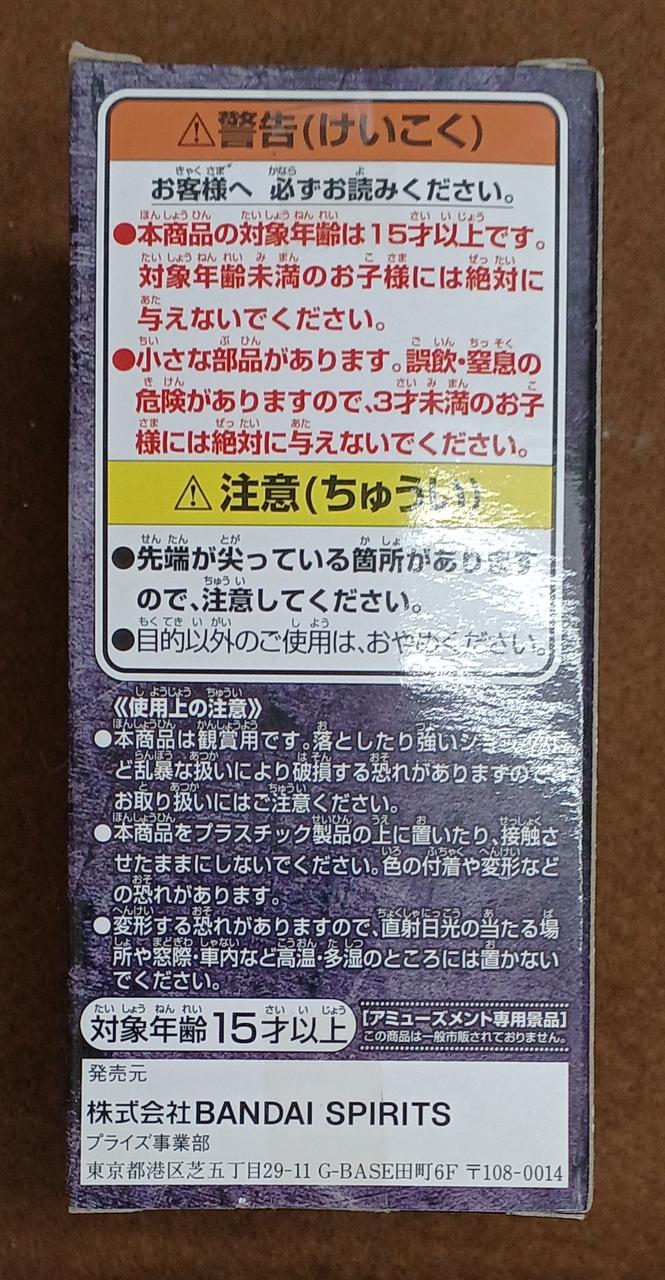 ⚠警告(けいこく)
お客様へ 必ずお読みください。
●本商品の対象年齢は15才以上です。
対象年齢未満のお子様には絶対に
与えないでください。
●小さな部品があります。誤飲・窒息の
危険がありますので、3才未満のお子
様には絶対に与えないでください。
⚠注意(ちゅうい)
●先端が尖っている箇所があります
ので、注意してください。
●目的以外のご使用は、おやめください。
《使用上の注意》
●本商品は観賞用です。落としたり強い
ど乱暴な扱いにより破損する恐れがありますので、
お取り扱いにはご注意ください。
●本商品をプラスチック製品の上に置いたり、接触さ
せたままにしないでください。色の付着や変形など
の恐れがあります。
●変形する恐れがありますので、直射日光の当たる場
所や窓際・車内など高温・多湿のところには置かない
でください。
対象年齢15才以上
[アミューズメント専用景品]
この商品は一般市販されておりません。
発売元
株式会社BANDAI SPIRITS
プライズ事業部
東京都港区芝五丁目29-11 G-BASE田町6F 〒108-0014